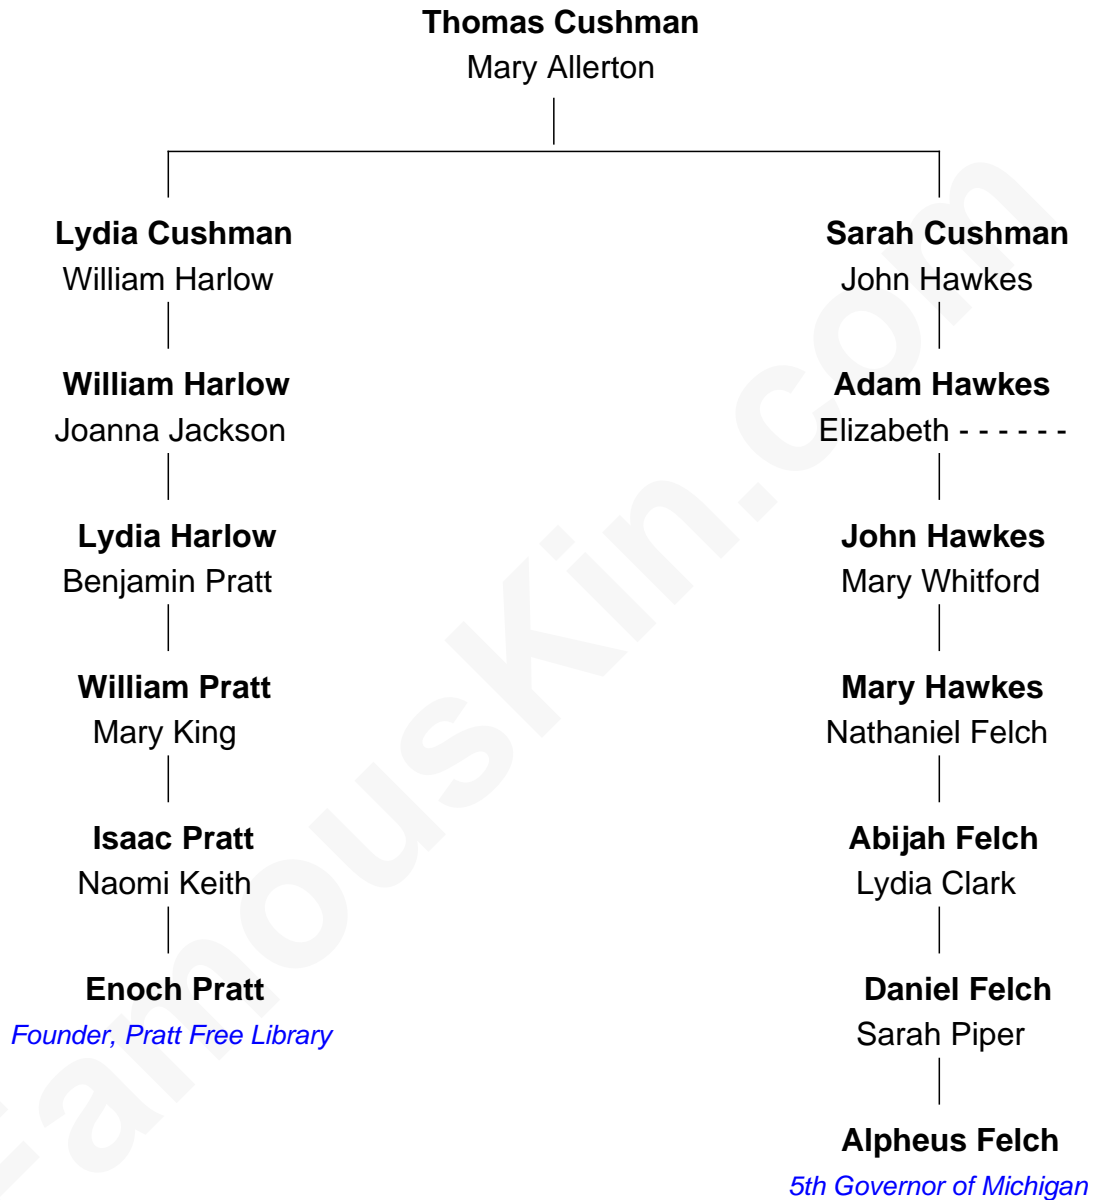 Thomas Cushman
Mary Allerton
Lydia Cushman
William Harlow
Sarah Cushman
John Hawkes
William Harlow
Joanna Jackson
Adam Hawkes
Elizabeth - - - - - -
Lydia Harlow
Benjamin Pratt
John Hawkes
Mary Whitford
William Pratt
Mary King
Mary Hawkes
Nathaniel Felch
Isaac Pratt
Naomi Keith
Abijah Felch
Lydia Clark
Enoch Pratt
Founder, Pratt Free Library
Daniel Felch
Sarah Piper
Alpheus Felch
5th Governor of Michigan
FamousKin.com